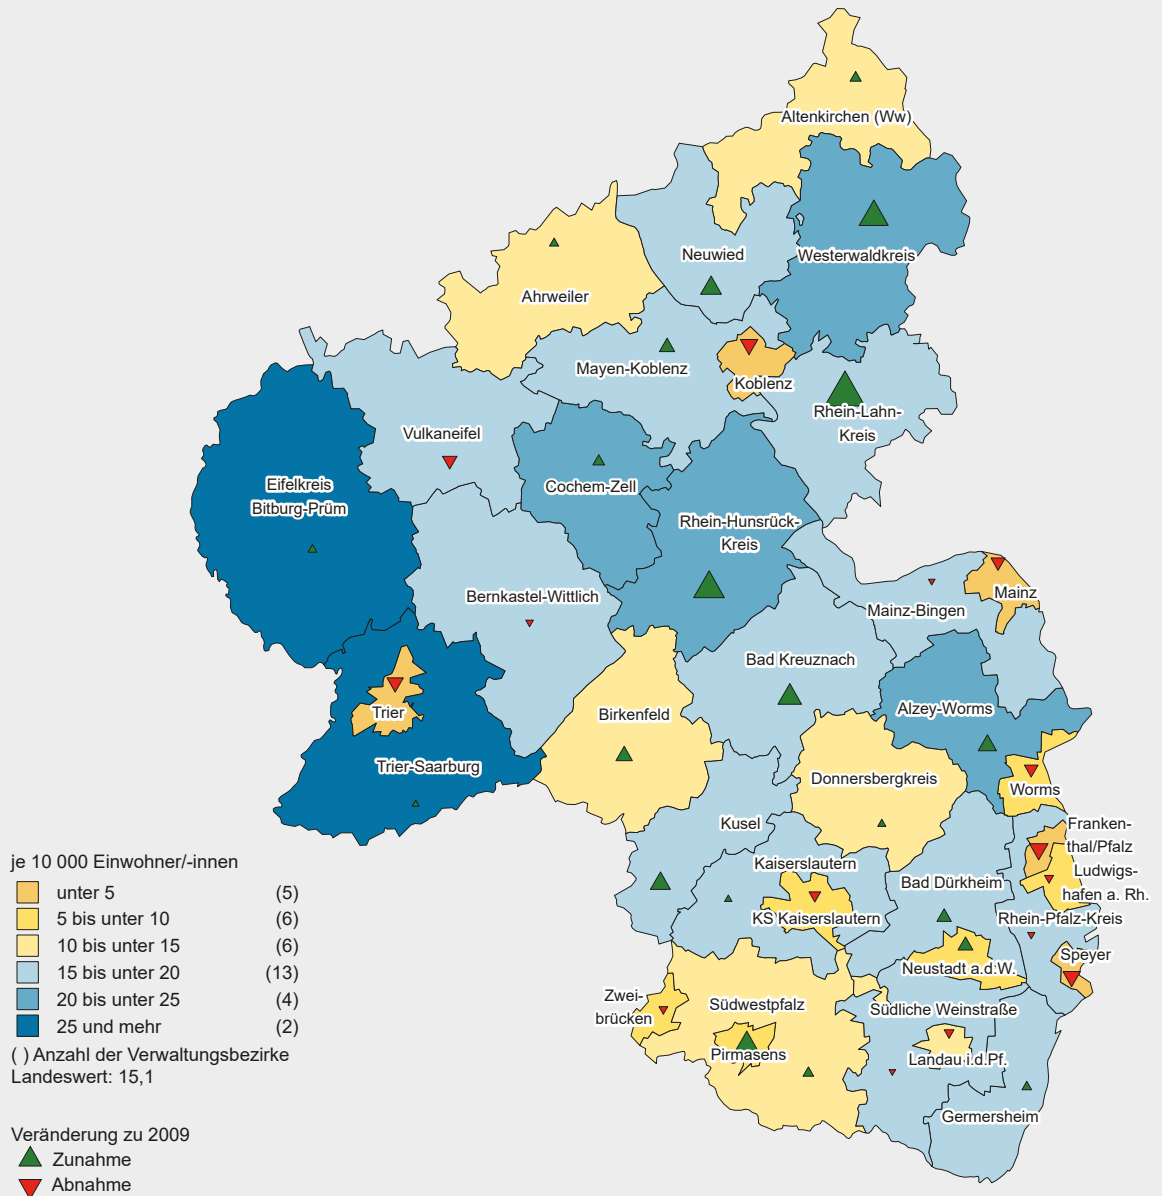 Altenkirchen (Ww)
Neuwied
Westerwaldkreis
Ahrweiler
Mayen-Koblenz
Koblenz
Rhein-Lahn-
Kreis
Vulkaneifel
Eifelkreis
Bitburg-Prüm
Cochem-Zell
Rhein-Hunsrück-
Kreis
Bernkastel-Wittlich
Mainz
Mainz-Bingen
Bad Kreuznach
Trier
Birkenfeld
Alzey-Worms
Trier-Saarburg
Donnersbergkreis
Worms
Kusel
Franken-
thal/Pfalz
Kaiserslautern
Ludwigs-
hafen a. Rh.
Bad Dürkheim
KS Kaiserslautern
Rhein-Pfalz-Kreis
Speyer
Neustadt a.d.W.
Zwei-
brücken
Südwestpfalz
Südliche Weinstraße
Pirmasens
Landau i.d.Pf.
Germersheim
je 10 000 Einwohner/-innen
unter 5 (5)
5 bis unter 10 (6)
10 bis unter 15 (6)
15 bis unter 20 (13)
20 bis unter 25 (4)
25 und mehr (2)
( ) Anzahl der Verwaltungsbezirke
Landeswert: 15,1
Veränderung zu 2009
Zunahme
Abnahme